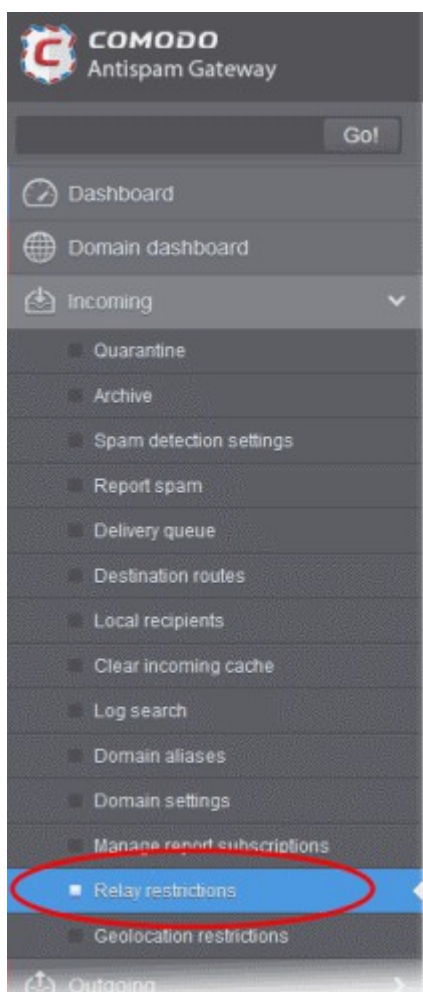 C
COMODO
Antispam Gateway
Go!
Dashboard
Domain dashboard
Incoming
Quarantine
Archive
Spam detection settings
Report spam
Delivery queue
Destination routes
Local recipients
Clear incoming cache
Log search
Domain aliases
Domain settings
Manage report subscriptions
Relay restrictions
Geolocation restrictions
Outgoing